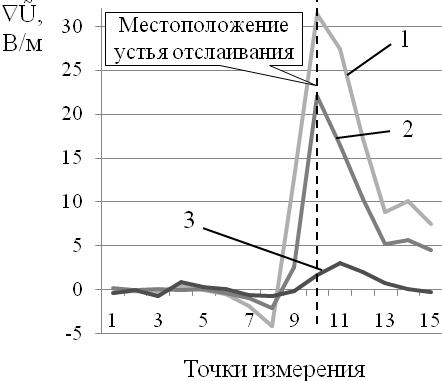 ∇Ũ,
В/м
Местоположение
устья отслаивания
1
2
3
30
25
20
15
10
5
0
-5
1 3 5 7 9 11 13 15
Точки измерения